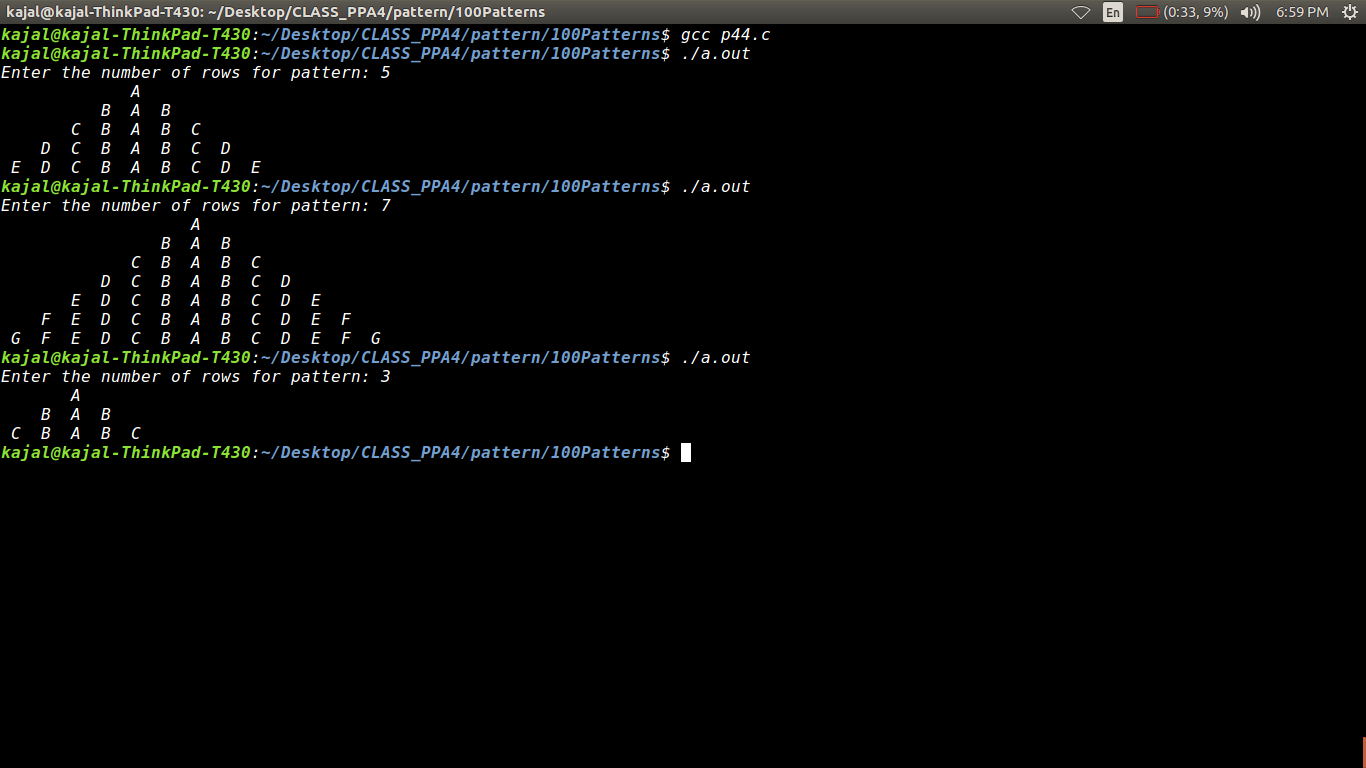 kajal@kajal-ThinkPad-T430: ~/Desktop/CLASS_PPA4/pattern/100Patterns En (0:33, 9%) 6:59 PM
kajal@kajal-ThinkPad-T430:~/Desktop/CLASS_PPA4/pattern/100Patterns$ gcc p44.c
kajal@kajal-ThinkPad-T430:~/Desktop/CLASS_PPA4/pattern/100Patterns$ ./a.out
Enter the number of rows for pattern: 5
             A
          B  A  B
       C  B  A  B  C
    D  C  B  A  B  C  D
 E  D  C  B  A  B  C  D  E
kajal@kajal-ThinkPad-T430:~/Desktop/CLASS_PPA4/pattern/100Patterns$ ./a.out
Enter the number of rows for pattern: 7
                   A
                B  A  B
             C  B  A  B  C
          D  C  B  A  B  C  D
       E  D  C  B  A  B  C  D  E
    F  E  D  C  B  A  B  C  D  E  F
 G  F  E  D  C  B  A  B  C  D  E  F  G
kajal@kajal-ThinkPad-T430:~/Desktop/CLASS_PPA4/pattern/100Patterns$ ./a.out
Enter the number of rows for pattern: 3
       A
    B  A  B
 C  B  A  B  C
kajal@kajal-ThinkPad-T430:~/Desktop/CLASS_PPA4/pattern/100Patterns$